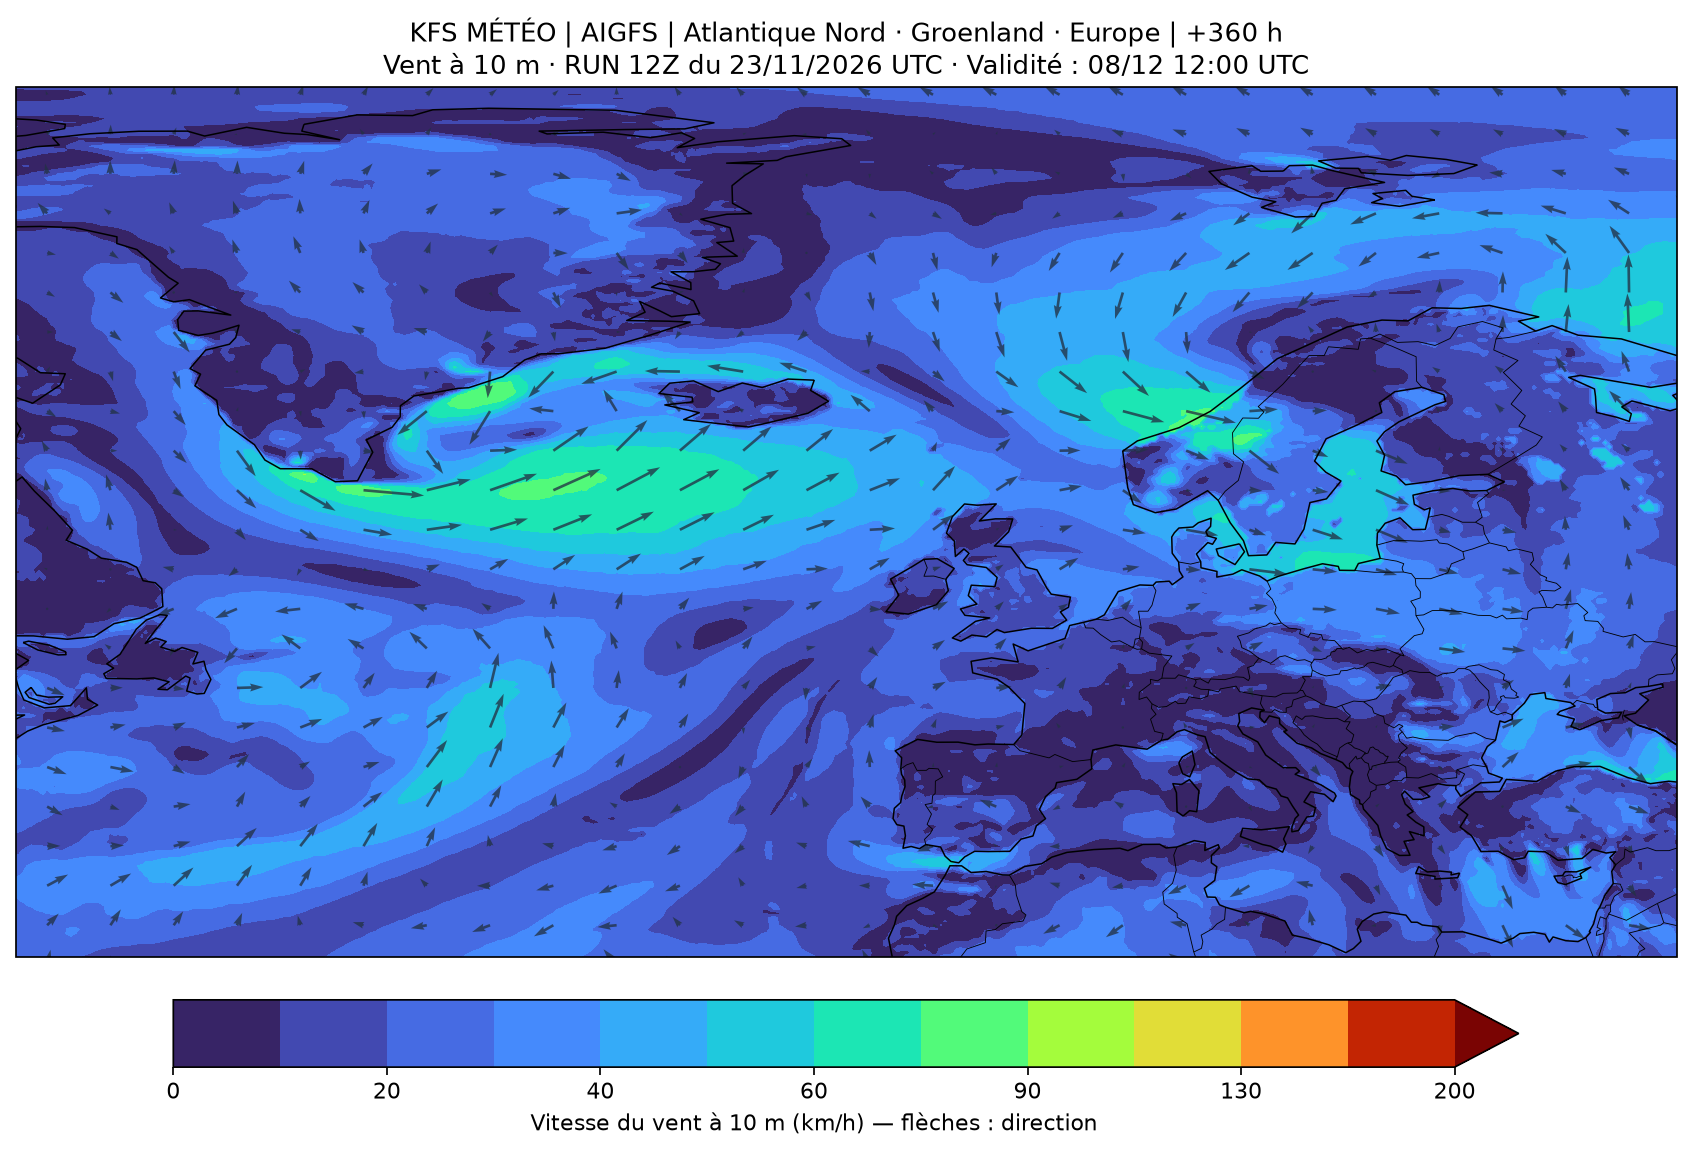 KFS MÉTÉO | AIGFS | Atlantique Nord · Groenland · Europe | +360 h
Vent à 10 m · RUN 12Z du 23/11/2026 UTC · Validité : 08/12 12:00 UTC
0 20 40 60 90 130 200
Vitesse du vent à 10 m (km/h) — flèches : direction